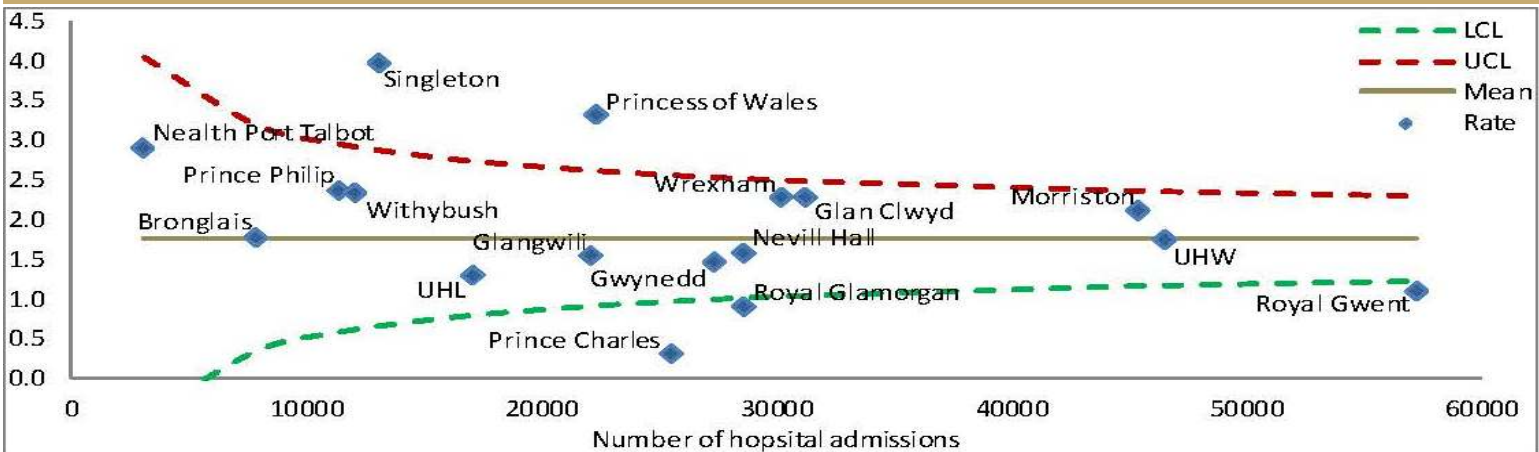 4.5
4.0
3.5
3.0
2.5
2.0
1.5
1.0
0.5
0.0
LCL
UCL
Mean
Rate
Singleton
Princess of Wales
Nealth Port Talbot
Prince Philip
Withybush
Wrexham
Glan Clwyd
Morriston
Bronglais
Glangwili
Nevill Hall
UHW
Gwynedd
UHL
Royal Glamorgan
Royal Gwent
Prince Charles
0 10000 20000 30000 40000 50000 60000
Number of hopsital admissions